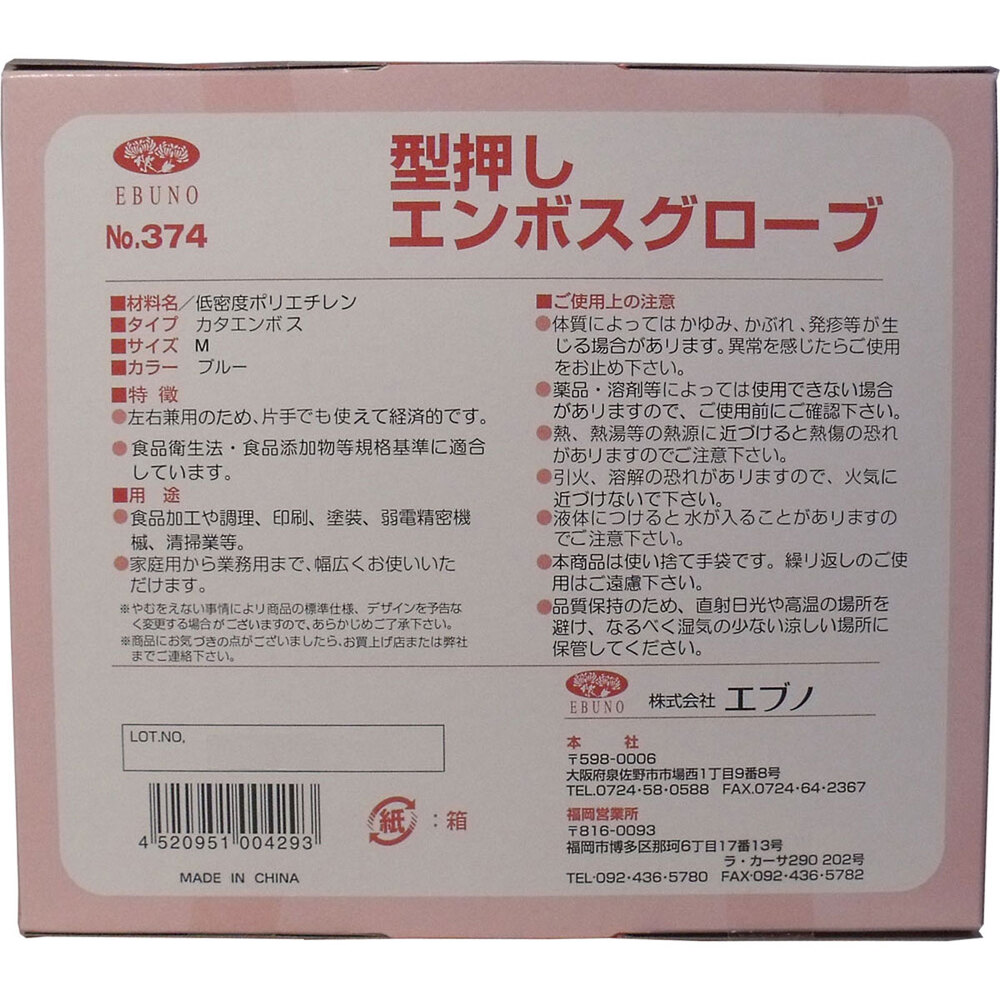 EBUNO
No.374
型押し
エンボスグローブ
■材料名／低密度ポリエチレン
■タイプ カタエンボス
■サイズ M
■カラー ブルー
■特徴
●左右兼用のため、片手でも使えて経済的です。
●食品衛生法・食品添加物等規格基準に適合
しています。
■用途
●食品加工や調理、印刷、塗装、弱電精密機
械、清掃業等。
●家庭用から業務用まで、幅広くお使いいた
だけます。
※やむをえない事情により商品の標準仕様、デザインを予告な
く変更する場合がございますので、あらかじめご了承下さい。
※商品にお気づきの点がございましたら、お買上げ店または弊社
までご連絡下さい。
■ご使用上の注意
●体質によってはかゆみ、かぶれ、発疹等が生
じる場合があります。異常を感じたらご使用
をお止め下さい。
●薬品・溶剤等によっては使用できない場合
がありますので、ご使用前にご確認下さい。
●熱、熱湯等の熱源に近づけると熱傷の恐れ
がありますのでご注意下さい。
●引火、溶解の恐れがありますので、火気に
近づけないで下さい。
●液体につけると水が入ることがありますの
でご注意下さい。
●本商品は使い捨て手袋です。繰り返しのご使
用はご遠慮下さい。
●品質保持のため、直射日光や高温の場所を
避け、なるべく湿気の少ない涼しい場所に
保管してください。
EBUNO 株式会社 エブノ
本社
〒598-0006
大阪府泉佐野市市場西1丁目9番8号
TEL.0724・58・0588 FAX.0724・64・2367
福岡営業所
〒816-0093
福岡市博多区那珂6丁目17番13号
ラ・カーサ290 202号
TEL・092・436・5780 FAX・092・436・5782
LOT.NO,
4 520951 004293
紙：箱
MADE IN CHINA